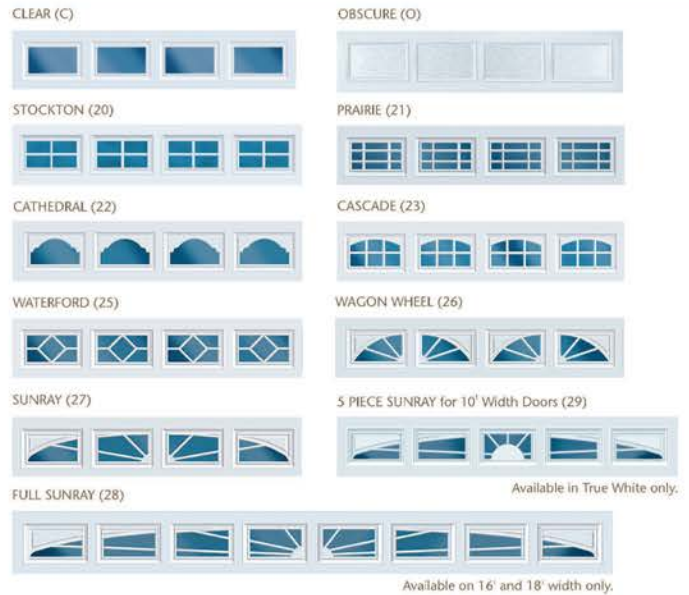 CLEAR (C)
OBSCURE (O)
STOCKTON (20)
PRAIRIE (21)
CATHEDRAL (22)
CASCADE (23)
WATERFORD (25)
WAGON WHEEL (26)
SUNRAY (27)
5 PIECE SUNRAY for 10' Width Doors (29)
Available in True White only.
FULL SUNRAY (28)
Available on 16' and 18' width only.